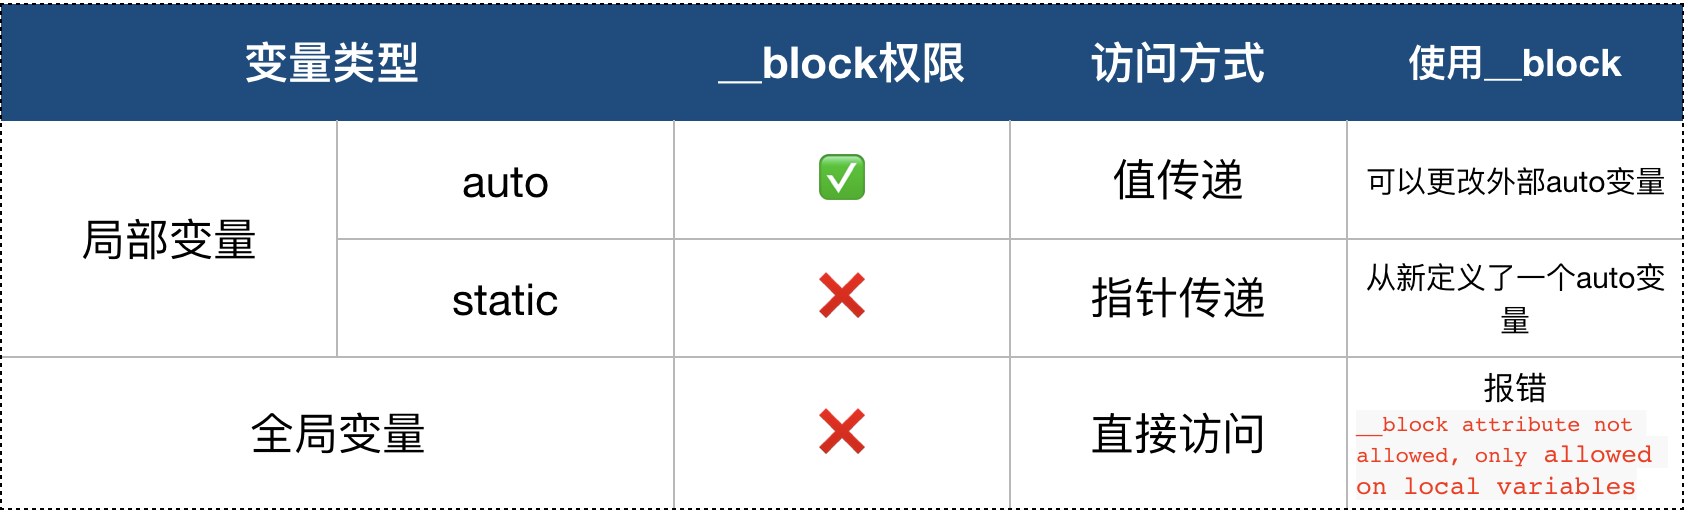 变量类型
__block权限
访问方式
使用__block
局部变量
auto
值传递
可以更改外部auto变量
static
指针传递
从新定义了一个auto变
量
全局变量
直接访问
报错
__block attribute not
allowed, only allowed
on local variables